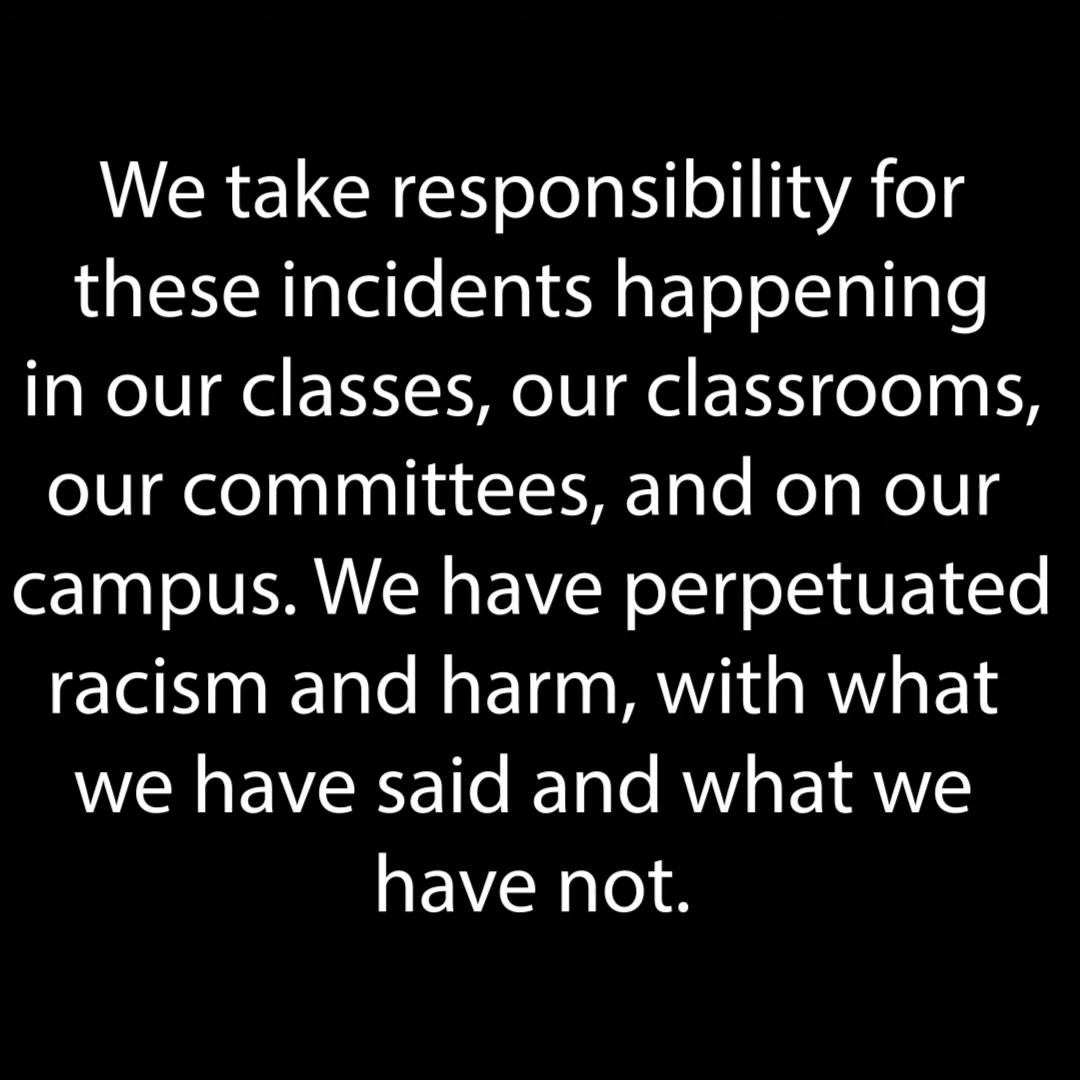 We take responsibility for
these incidents happening
in our classes, our classrooms,
our committees, and on our
campus. We have perpetuated
racism and harm, with what
we have said and what we
have not.